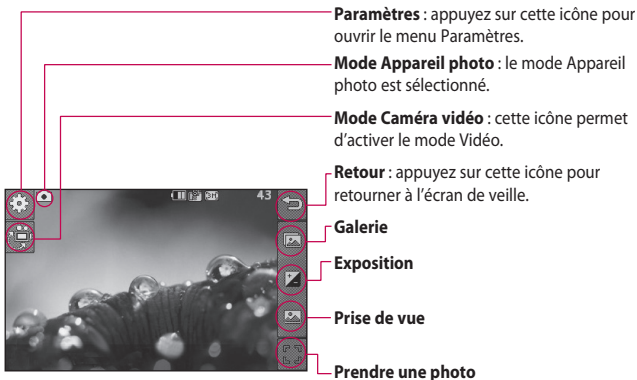 Paramètres : appuyez sur cette icône pour
ouvrir le menu Paramètres.
Mode Appareil photo : le mode Appareil
photo est sélectionné.
Mode Caméra vidéo : cette icône permet
d'activer le mode Vidéo.
Retour : appuyez sur cette icône pour
retourner à l'écran de veille.
43
Galerie
Exposition
Prise de vue
Prendre une photo